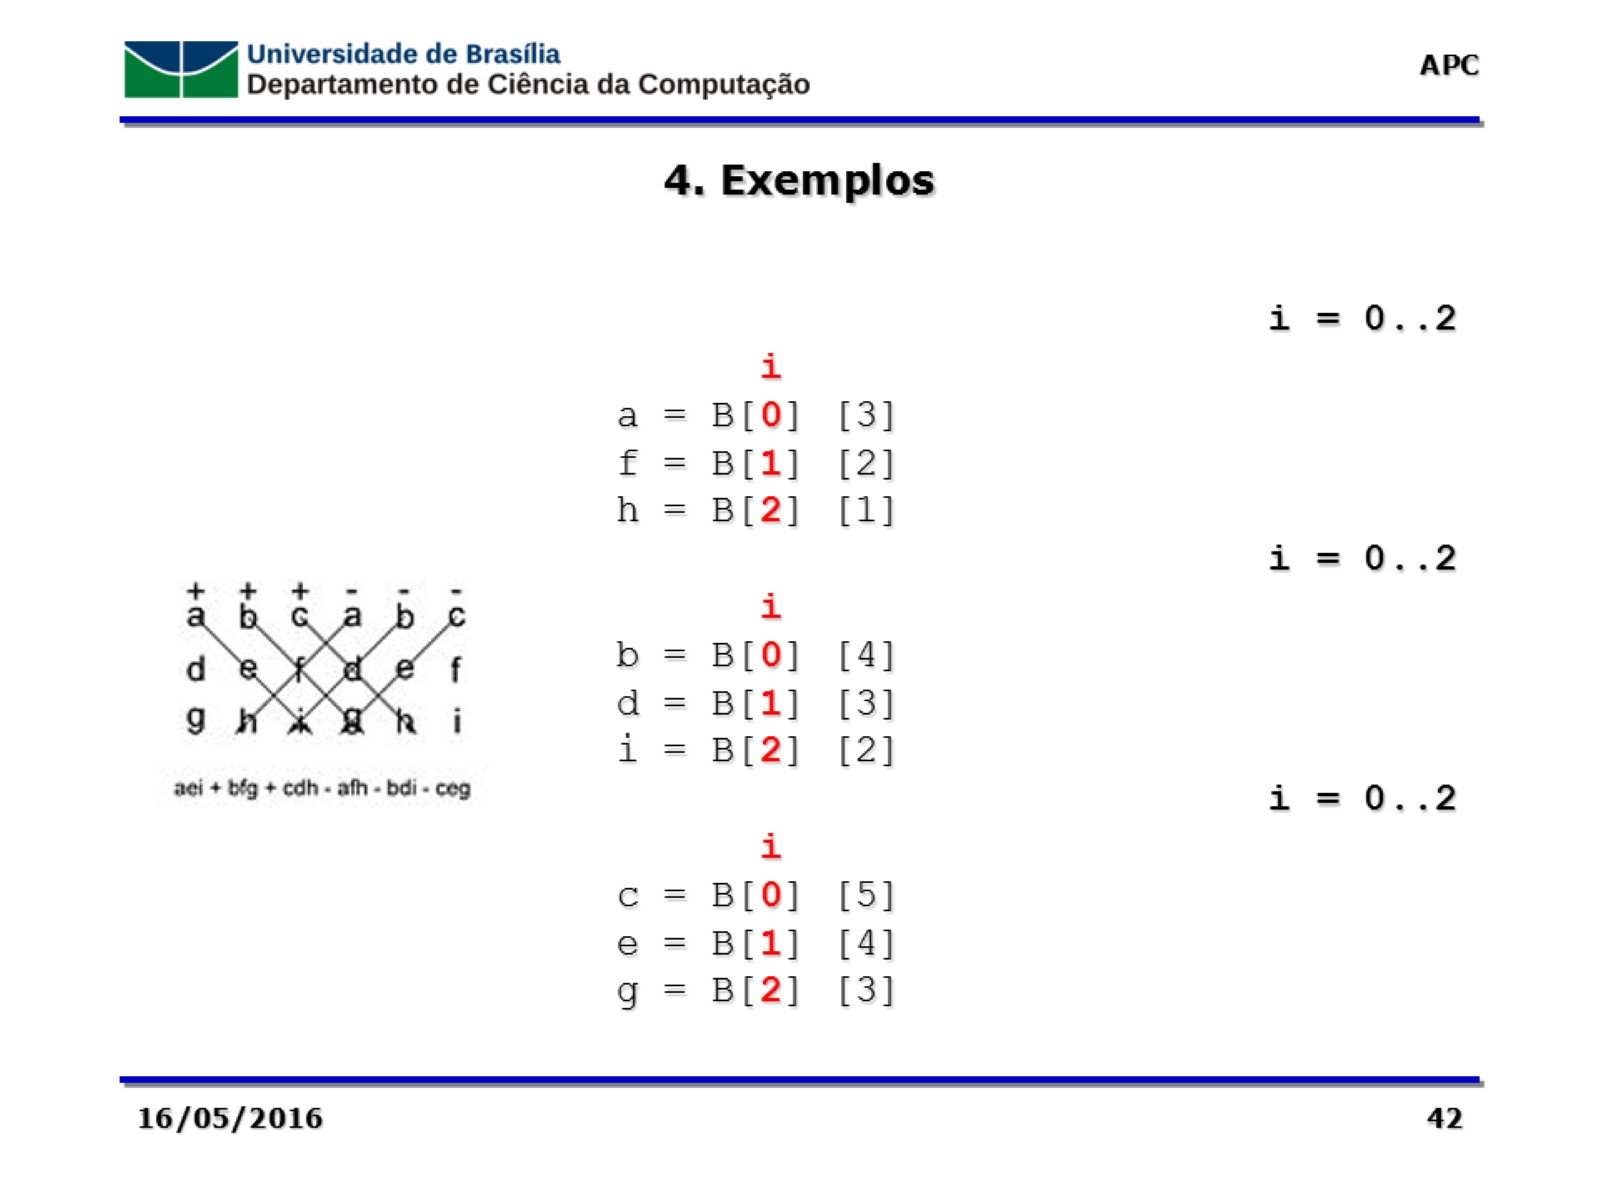 Universidade de Brasília
Departamento de Ciência da Computação
APC
4. Exemplos
i = 0..2
i
a = B[0] [3]
f = B[1] [2]
h = B[2] [1]
i = 0..2
i
b = B[0] [4]
d = B[1] [3]
i = B[2] [2]
i = 0..2
i
c = B[0] [5]
e = B[1] [4]
g = B[2] [3]
+ + + - - -
a b c a b c
d e f d e f
g h i g h i
aei + bfg + cdh - afh - bdi - ceg
16/05/2016
42